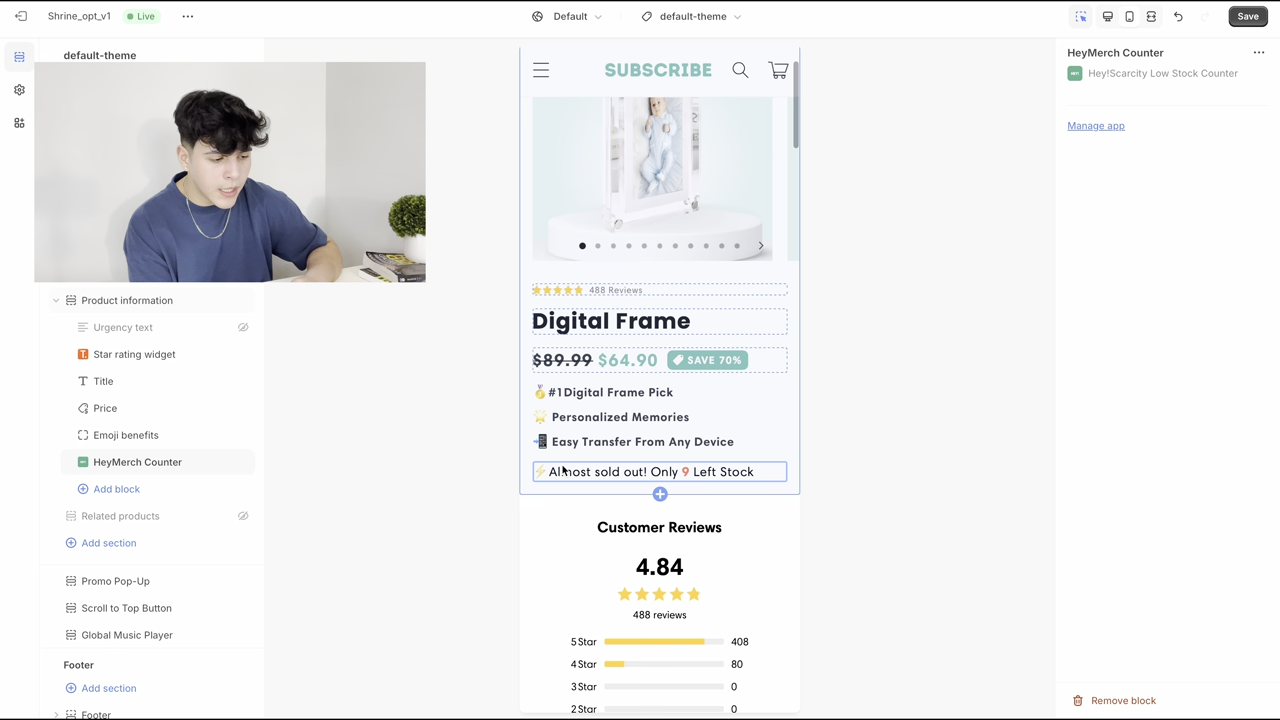 Shrine_opt_v1
Live
Default
default-theme
Save
default-theme
Product information
Urgency text
Star rating widget
Title
Price
Emoji benefits
HeyMerch Counter
Add block
Related products
Add section
Promo Pop-Up
Scroll to Top Button
Global Music Player
Footer
Add section
Footer
SUBSCRIBE
488 Reviews
Digital Frame
$89.99 $64.90 SAVE 70%
🥇#1Digital Frame Pick
🌟 Personalized Memories
📲 Easy Transfer From Any Device
⚡Almost sold out! Only 9 Left Stock
Customer Reviews
4.84
488 reviews
5 Star 408
4 Star 80
3 Star 0
2 Star 0
HeyMerch Counter
Hey!Scarcity Low Stock Counter
Manage app
Remove block